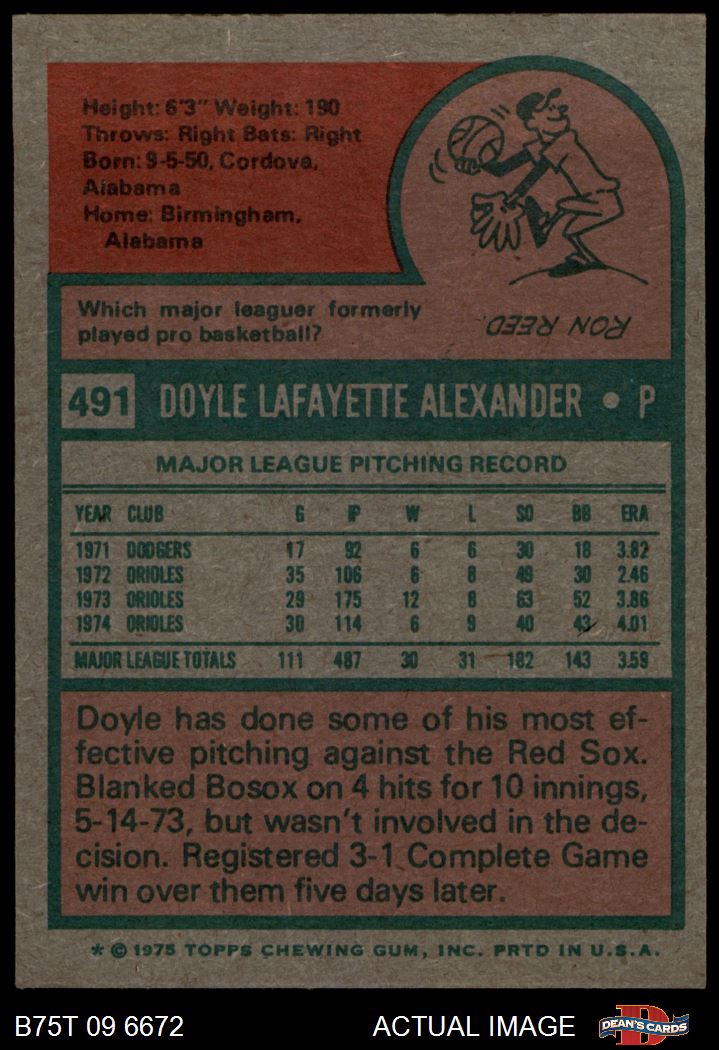 Height: 6'3" Weight: 190
Throws: Right Bats: Right
Born: 9-5-50, Cordova,
Alabama
Home: Birmingham,
Alabama
Which major leaguer formerly
played pro basketball?
RON REED
491 DOYLE LAFAYETTE ALEXANDER • P
MAJOR LEAGUE PITCHING RECORD
YEAR CLUB G IP W L SO BB ERA
1971 DODGERS 17 92 6 6 30 18 3.82
1972 ORIOLES 35 106 6 8 49 30 2.46
1973 ORIOLES 29 175 12 8 63 52 3.86
1974 ORIOLES 30 114 6 9 40 43 4.01
MAJOR LEAGUE TOTALS 111 487 30 31 182 143 3.59
Doyle has done some of his most ef-
fective pitching against the Red Sox.
Blanked Bosox on 4 hits for 10 innings,
5-14-73, but wasn't involved in the de-
cision. Registered 3-1 Complete Game
win over them five days later.
* © 1975 TOPPS CHEWING GUM, INC. PRTD IN U.S.A.
B75T 09 6672 ACTUAL IMAGE DEAN'S CARDS